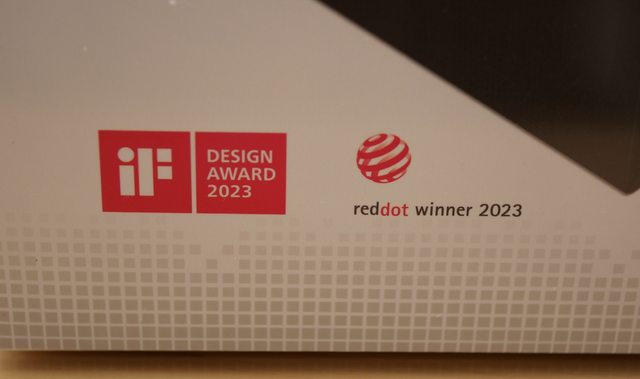 iF
DESIGN
AWARD
2023
reddot winner 2023